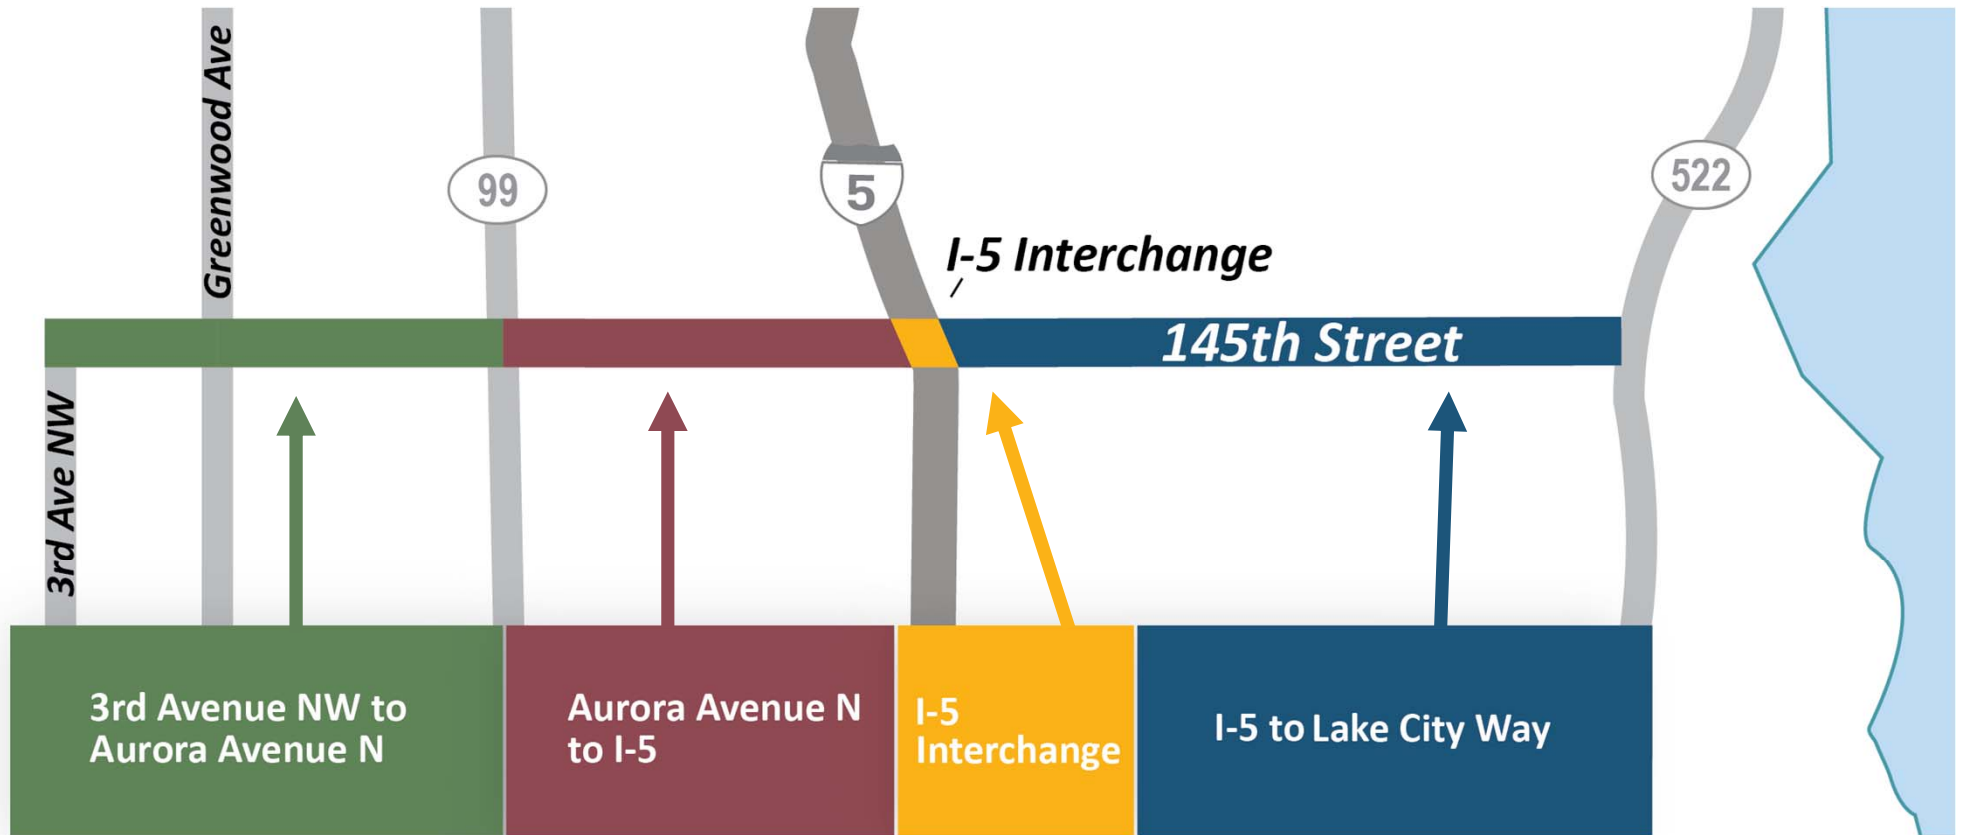 Greenwood Ave
99
5
522
I-5 Interchange
145th Street
3rd Ave NW
3rd Avenue NW to
Aurora Avenue N
Aurora Avenue N
to I-5
I-5
Interchange
I-5 to Lake City Way